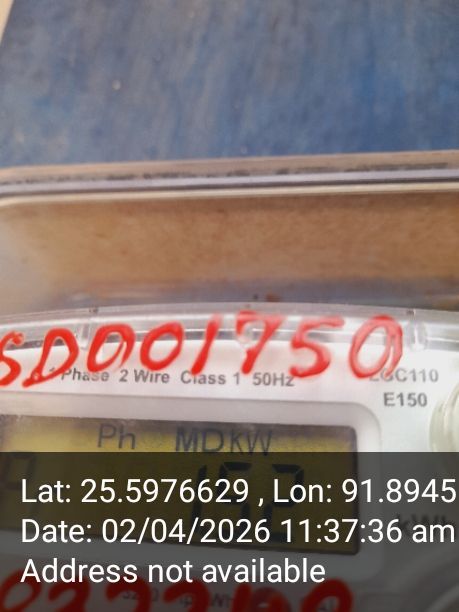 SD001750
1 Phase 2 Wire Class 1 50Hz
LGC110
E150
Ph MDKW
Lat: 25.5976629 , Lon: 91.8945
Date: 02/04/2026 11:37:36 am
Address not available